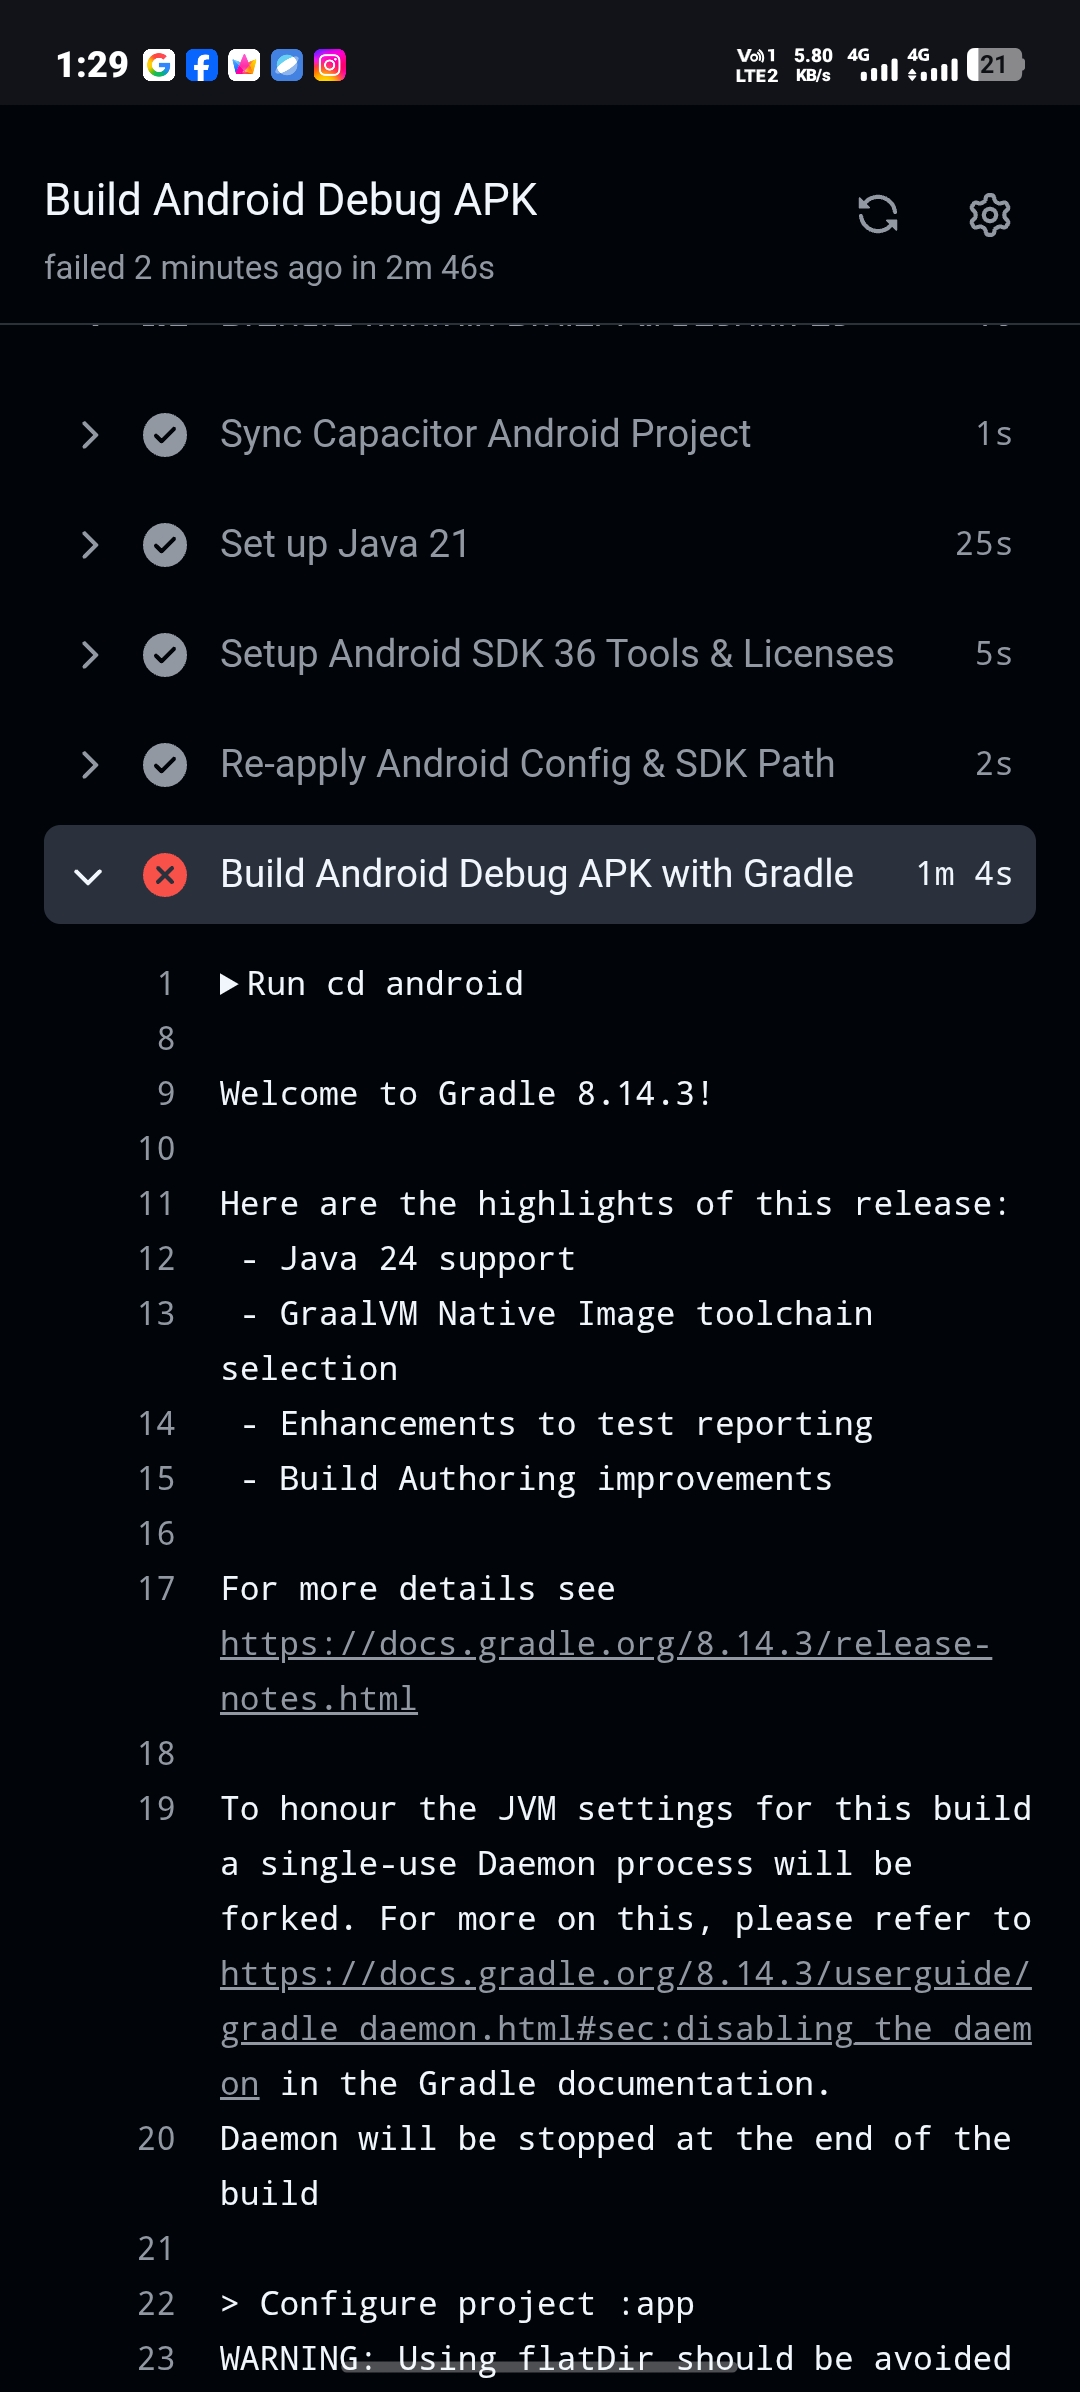 1:29
Vo))1
LTE2
5.80
KB/s
4G
4G
21
Build Android Debug APK
failed 2 minutes ago in 2m 46s
Sync Capacitor Android Project 1s
Set up Java 21 25s
Setup Android SDK 36 Tools & Licenses 5s
Re-apply Android Config & SDK Path 2s
Build Android Debug APK with Gradle 1m 4s
1 Run cd android
8
9 Welcome to Gradle 8.14.3!
10
11 Here are the highlights of this release:
12 - Java 24 support
13 - GraalVM Native Image toolchain
selection
14 - Enhancements to test reporting
15 - Build Authoring improvements
16
17 For more details see
https://docs.gradle.org/8.14.3/release-
notes.html
18
19 To honour the JVM settings for this build
a single-use Daemon process will be
forked. For more on this, please refer to
https://docs.gradle.org/8.14.3/userguide/
gradle_daemon.html#sec:disabling_the_daem
on in the Gradle documentation.
20 Daemon will be stopped at the end of the
build
21
22 > Configure project :app
23 WARNING: Using flatDir should be avoided